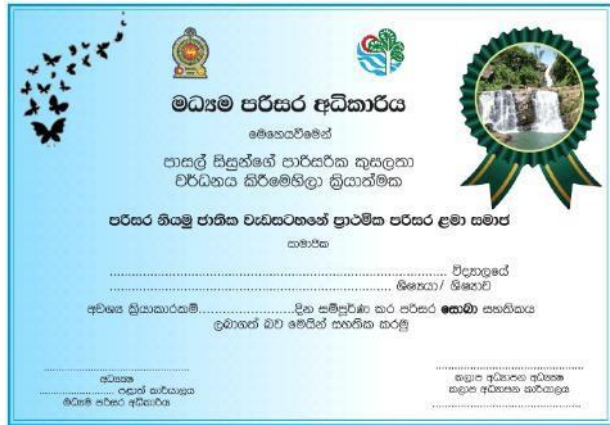 මධ්‍යම පරිසර අධිකාරිය
මෙහෙයවීමෙන්
පාසල් සිසුන්ගේ පාරිසරික කුසලතා
වර්ධනය කිරීමෙහිලා ක්‍රියාත්මක
පරිසර නියමු ජාතික වැඩසටහනේ ප්‍රාථමික පරිසර ළමා සමාජ
සාමාජික
........................................................................ විද්‍යාලයේ
............................................................ ශිෂ්‍යයා/ ශිෂ්‍යාව
අවශ්‍ය ක්‍රියාකාරකම්......................දින සම්පූර්ණ කර පරිසර සොබා සහතිකය
ලබාගත් බව මෙයින් සහතික කරමු
..............................
අධ්‍යක්ෂ
........................ පළාත් කාර්යාලය
මධ්‍යම පරිසර අධිකාරිය
..............................
කලාප අධ්‍යාපන අධ්‍යක්ෂ
කලාප අධ්‍යාපන කාර්යාලය
..............................